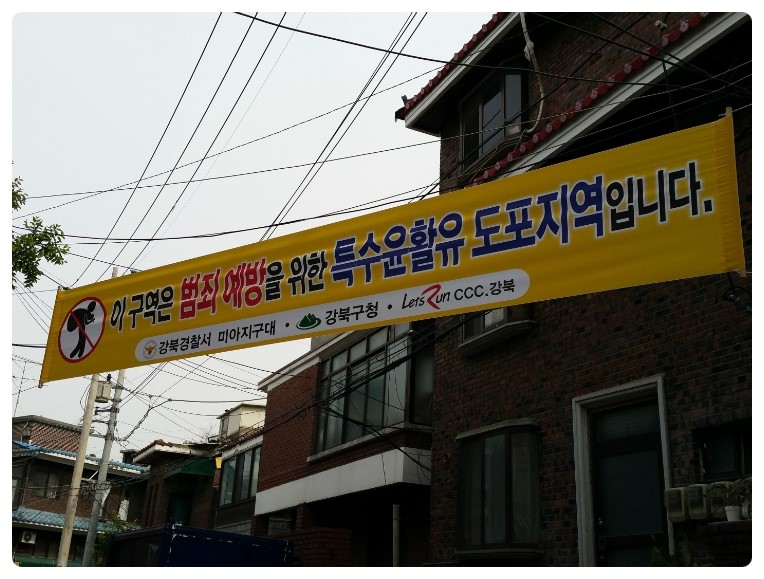 이 구역은 범죄 예방을 위한 특수윤활유 도포지역입니다.
강북경찰서 미아지구대 · 강북구청 · Let'sRun CCC.강북